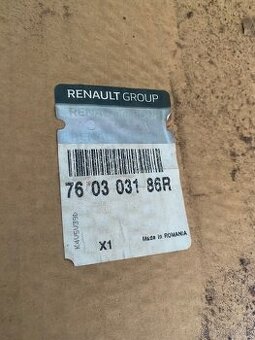 RENAULT GROUP
76 03 031 86R
X1
Made in ROMANIA